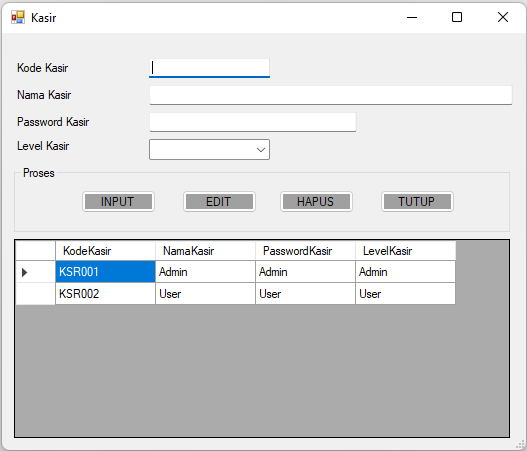 Kasir
Kode Kasir
Nama Kasir
Password Kasir
Level Kasir
Proses
INPUT EDIT HAPUS TUTUP
KodeKasir NamaKasir PasswordKasir LevelKasir
KSR001 Admin Admin Admin
KSR002 User User User